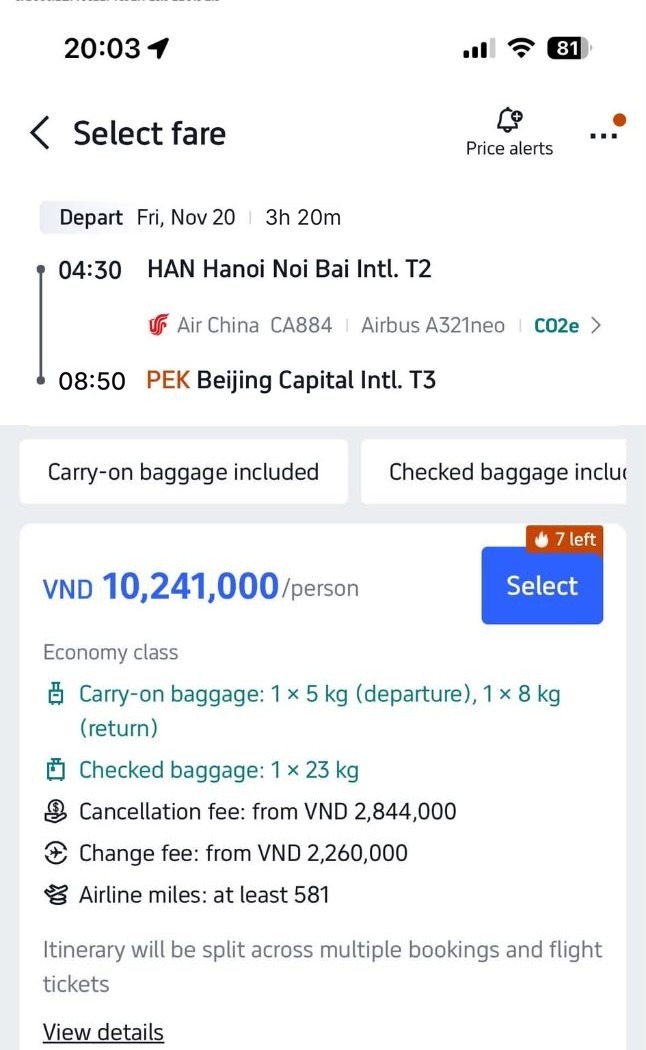 20:03
81
Select fare
Price alerts
Depart Fri, Nov 20 3h 20m
04:30 HAN Hanoi Noi Bai Intl. T2
Air China CA884 Airbus A321neo CO2e
08:50 PEK Beijing Capital Intl. T3
Carry-on baggage included
Checked baggage inclu
7 left
VND 10,241,000/person
Select
Economy class
Carry-on baggage: 1 × 5 kg (departure), 1 × 8 kg
(return)
Checked baggage: 1 × 23 kg
Cancellation fee: from VND 2,844,000
Change fee: from VND 2,260,000
Airline miles: at least 581
Itinerary will be split across multiple bookings and flight
tickets
View details